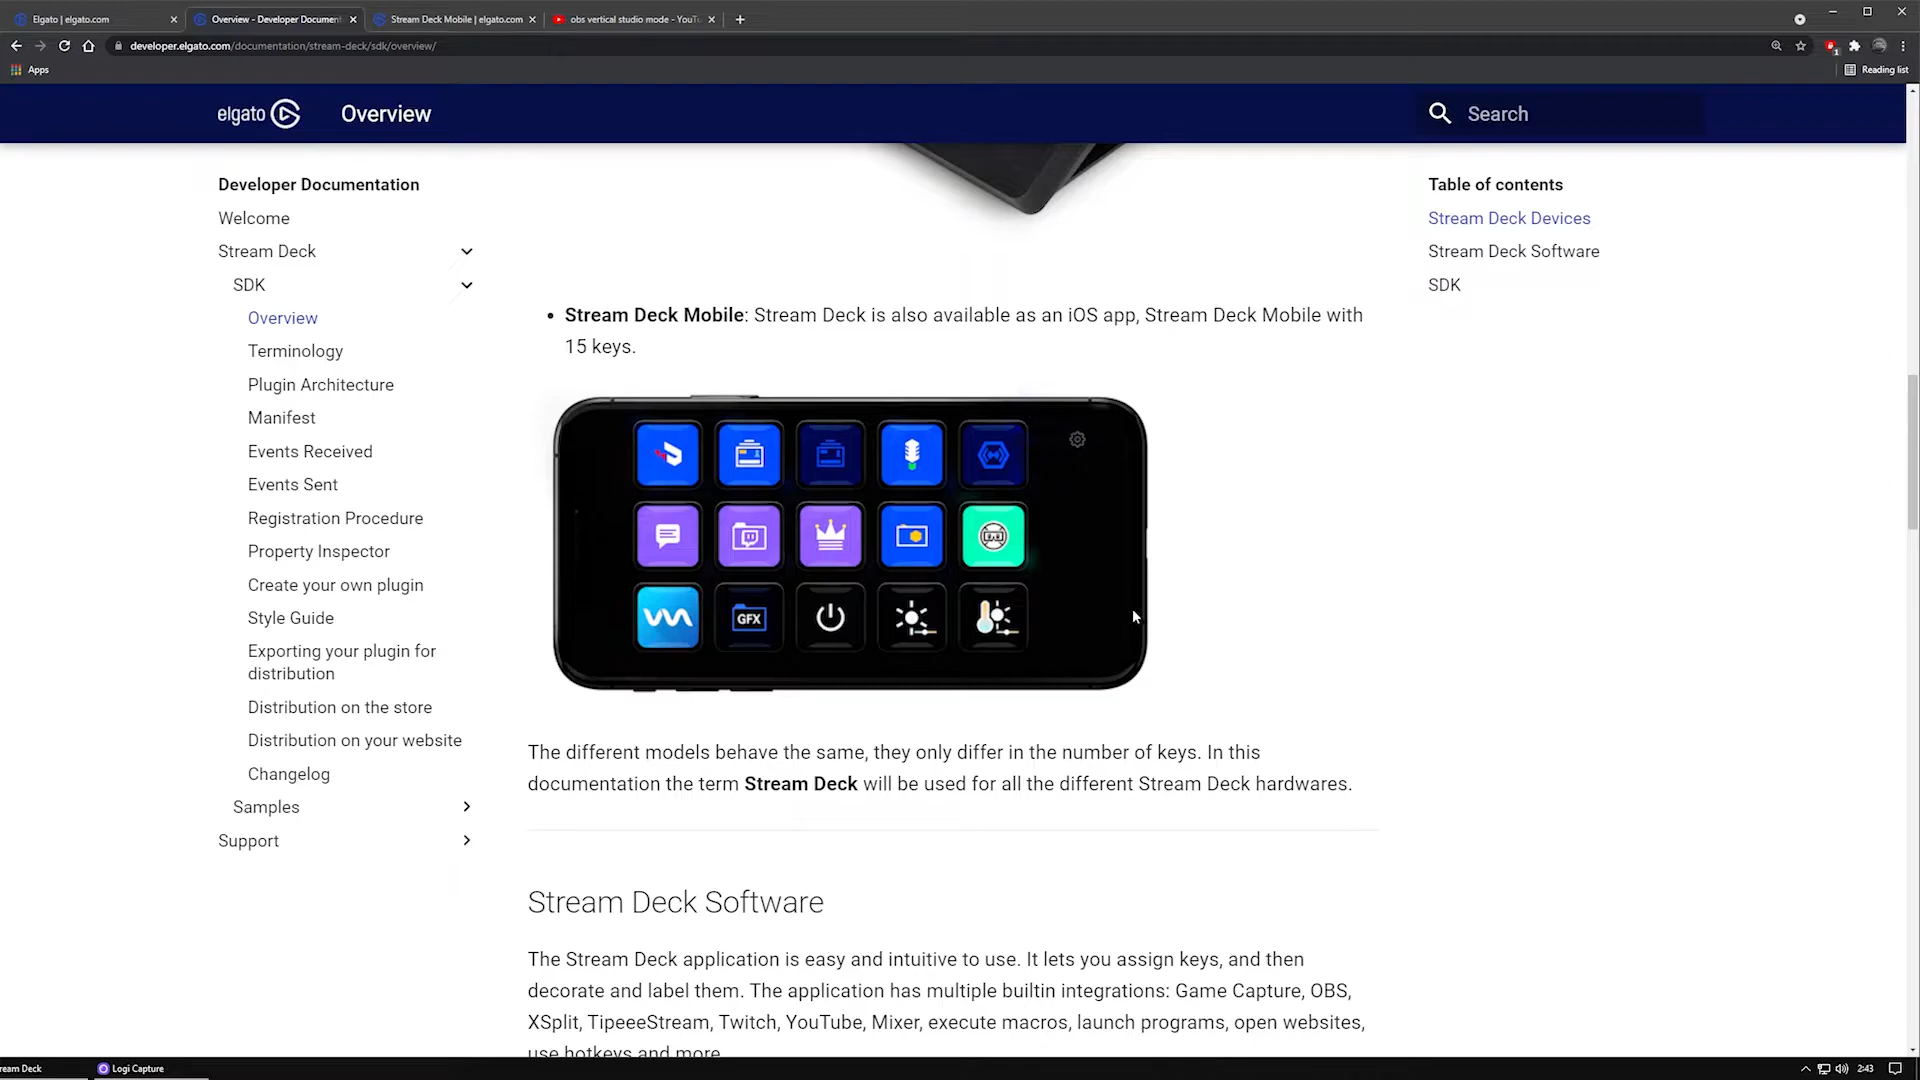 Elgato | elgato.com
Overview - Developer Document
Stream Deck Mobile | elgato.com
obs vertical studio mode - YouTu
developer.elgato.com/documentation/stream-deck/sdk/overview/
Apps
Reading list
elgato
Overview
Search
Developer Documentation
Welcome
Stream Deck
SDK
Overview
Terminology
Plugin Architecture
Manifest
Events Received
Events Sent
Registration Procedure
Property Inspector
Create your own plugin
Style Guide
Exporting your plugin for
distribution
Distribution on the store
Distribution on your website
Changelog
Samples
Support
• Stream Deck Mobile: Stream Deck is also available as an iOS app, Stream Deck Mobile with
15 keys.
GFX
The different models behave the same, they only differ in the number of keys. In this
documentation the term Stream Deck will be used for all the different Stream Deck hardwares.
Stream Deck Software
The Stream Deck application is easy and intuitive to use. It lets you assign keys, and then
decorate and label them. The application has multiple builtin integrations: Game Capture, OBS,
XSplit, TipeeeStream, Twitch, YouTube, Mixer, execute macros, launch programs, open websites,
use hotkeys and more.
Table of contents
Stream Deck Devices
Stream Deck Software
SDK
ream Deck
Logi Capture
2:43